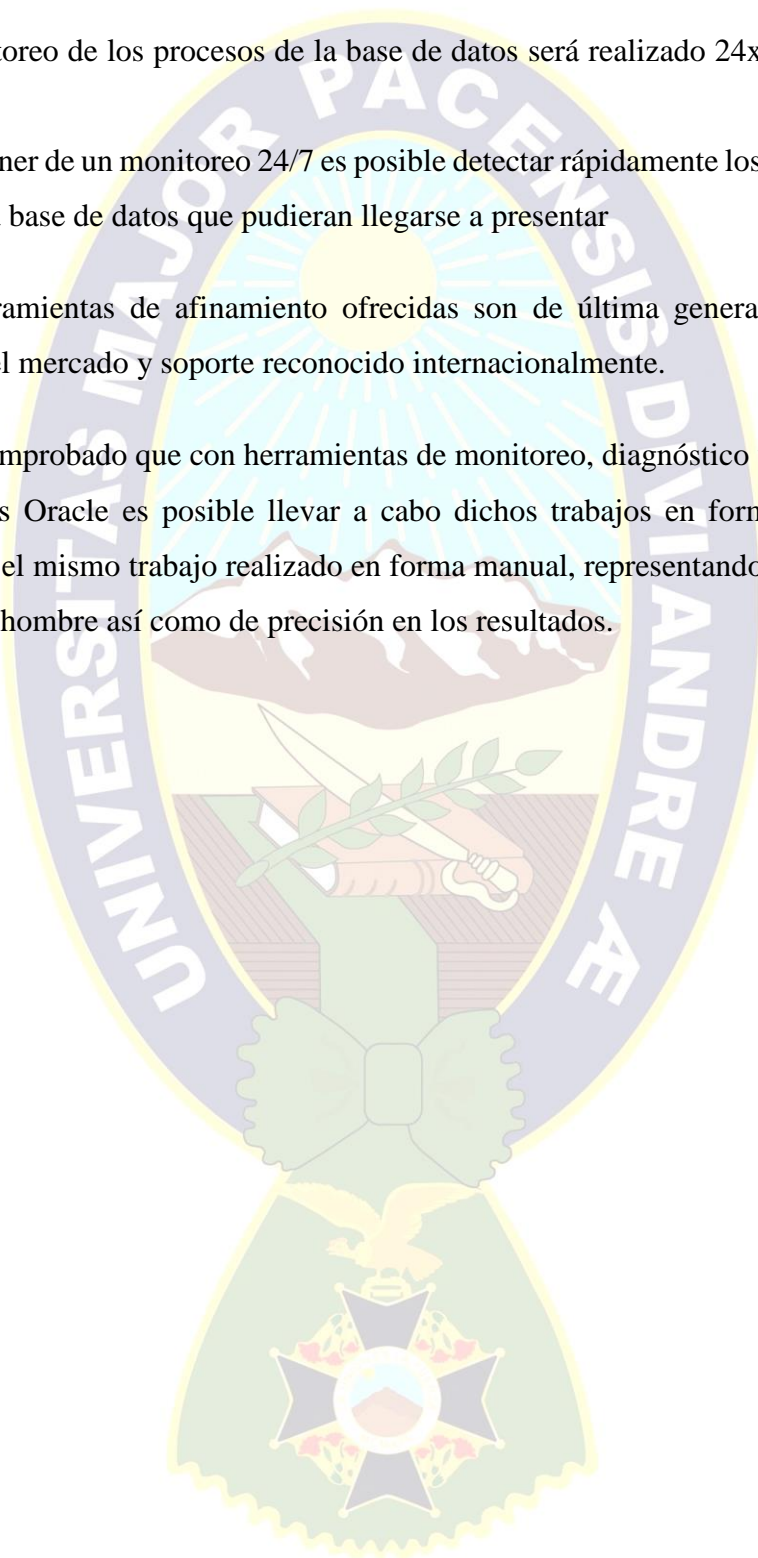 toreo de los procesos de la base de datos será realizado 24x
ner de un monitoreo 24/7 es posible detectar rápidamente los
base de datos que pudieran llegarse a presentar
ramientas de afinamiento ofrecidas son de última genera
el mercado y soporte reconocido internacionalmente.
mprobado que con herramientas de monitoreo, diagnóstico
s Oracle es posible llevar a cabo dichos trabajos en form
el mismo trabajo realizado en forma manual, representando
hombre así como de precisión en los resultados.
UNIVERSITAS MAJOR PACENSIS DVI ANDRE Æ